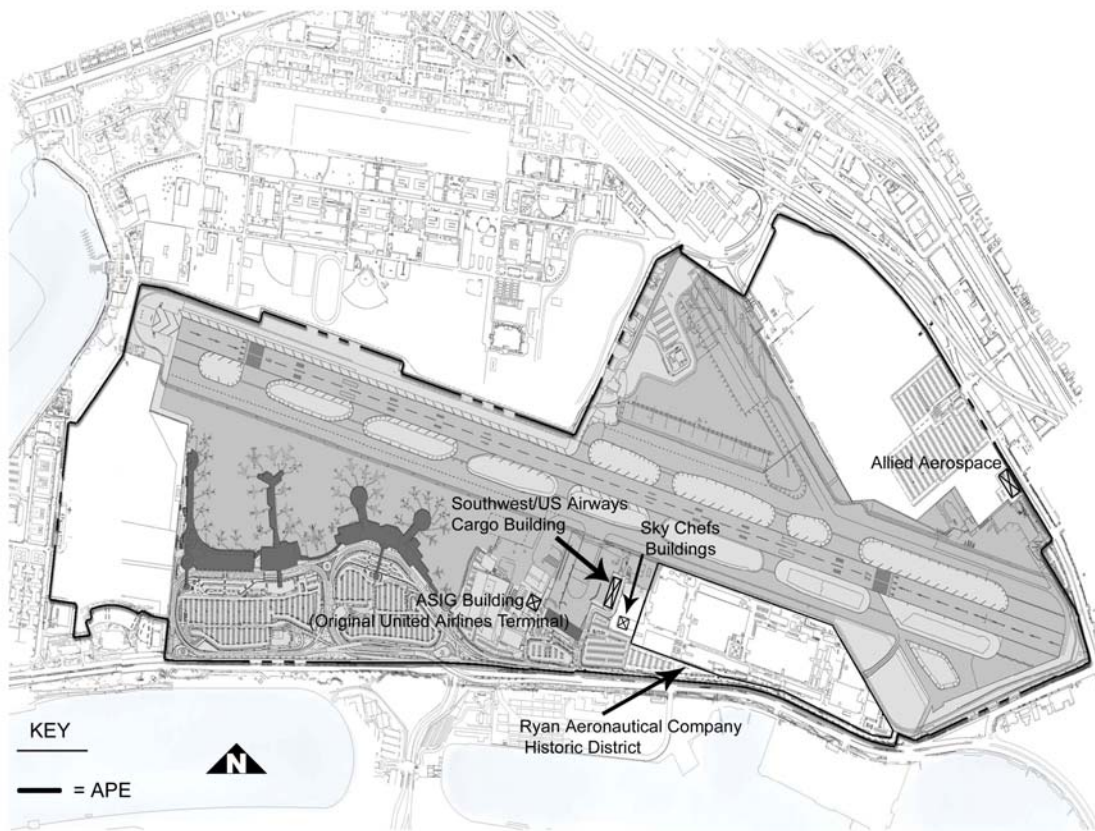 Allied Aerospace
Southwest/US Airways
Cargo Building
Sky Chefs
Buildings
ASIG Building
(Original United Airlines Terminal)
Ryan Aeronautical Company
Historic District
KEY
N
= APE